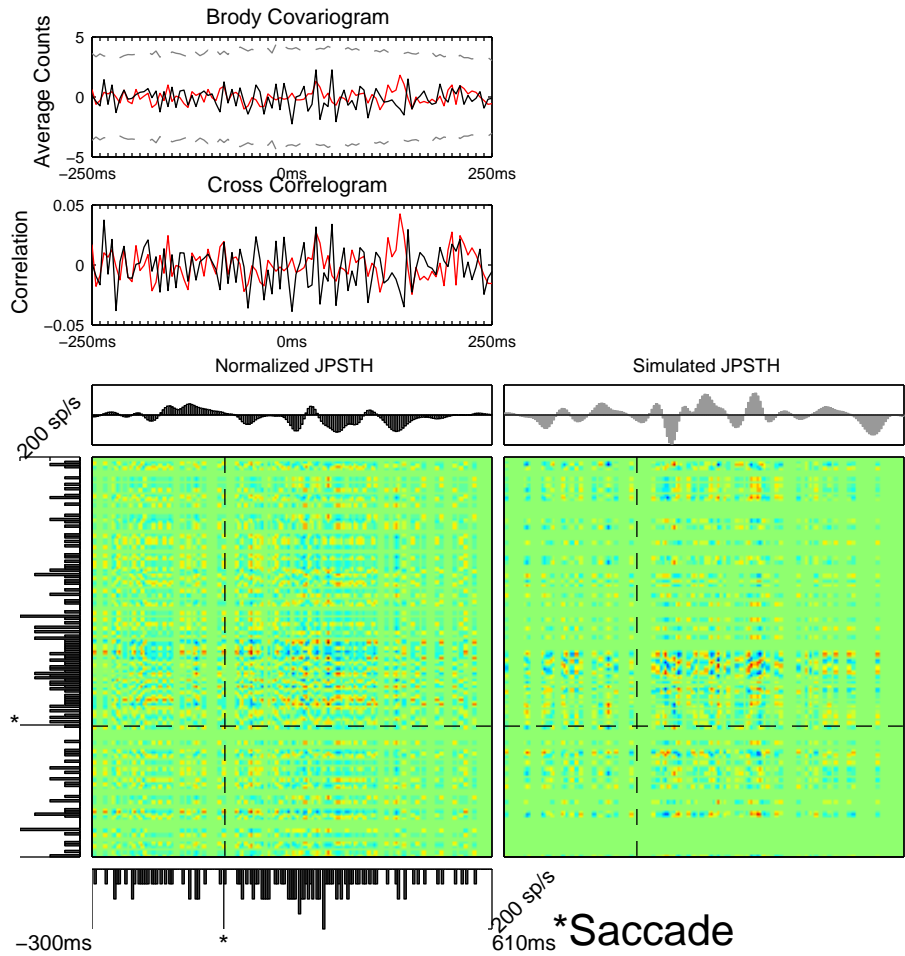 Brody Covariogram
Average Counts
5
0
−5
−250ms
0ms
250ms
Cross Correlogram
Correlation
0.05
0
−0.05
−250ms
0ms
250ms
Normalized JPSTH
Simulated JPSTH
200 sp/s
*
200 sp/s
−300ms
*
610ms
*Saccade